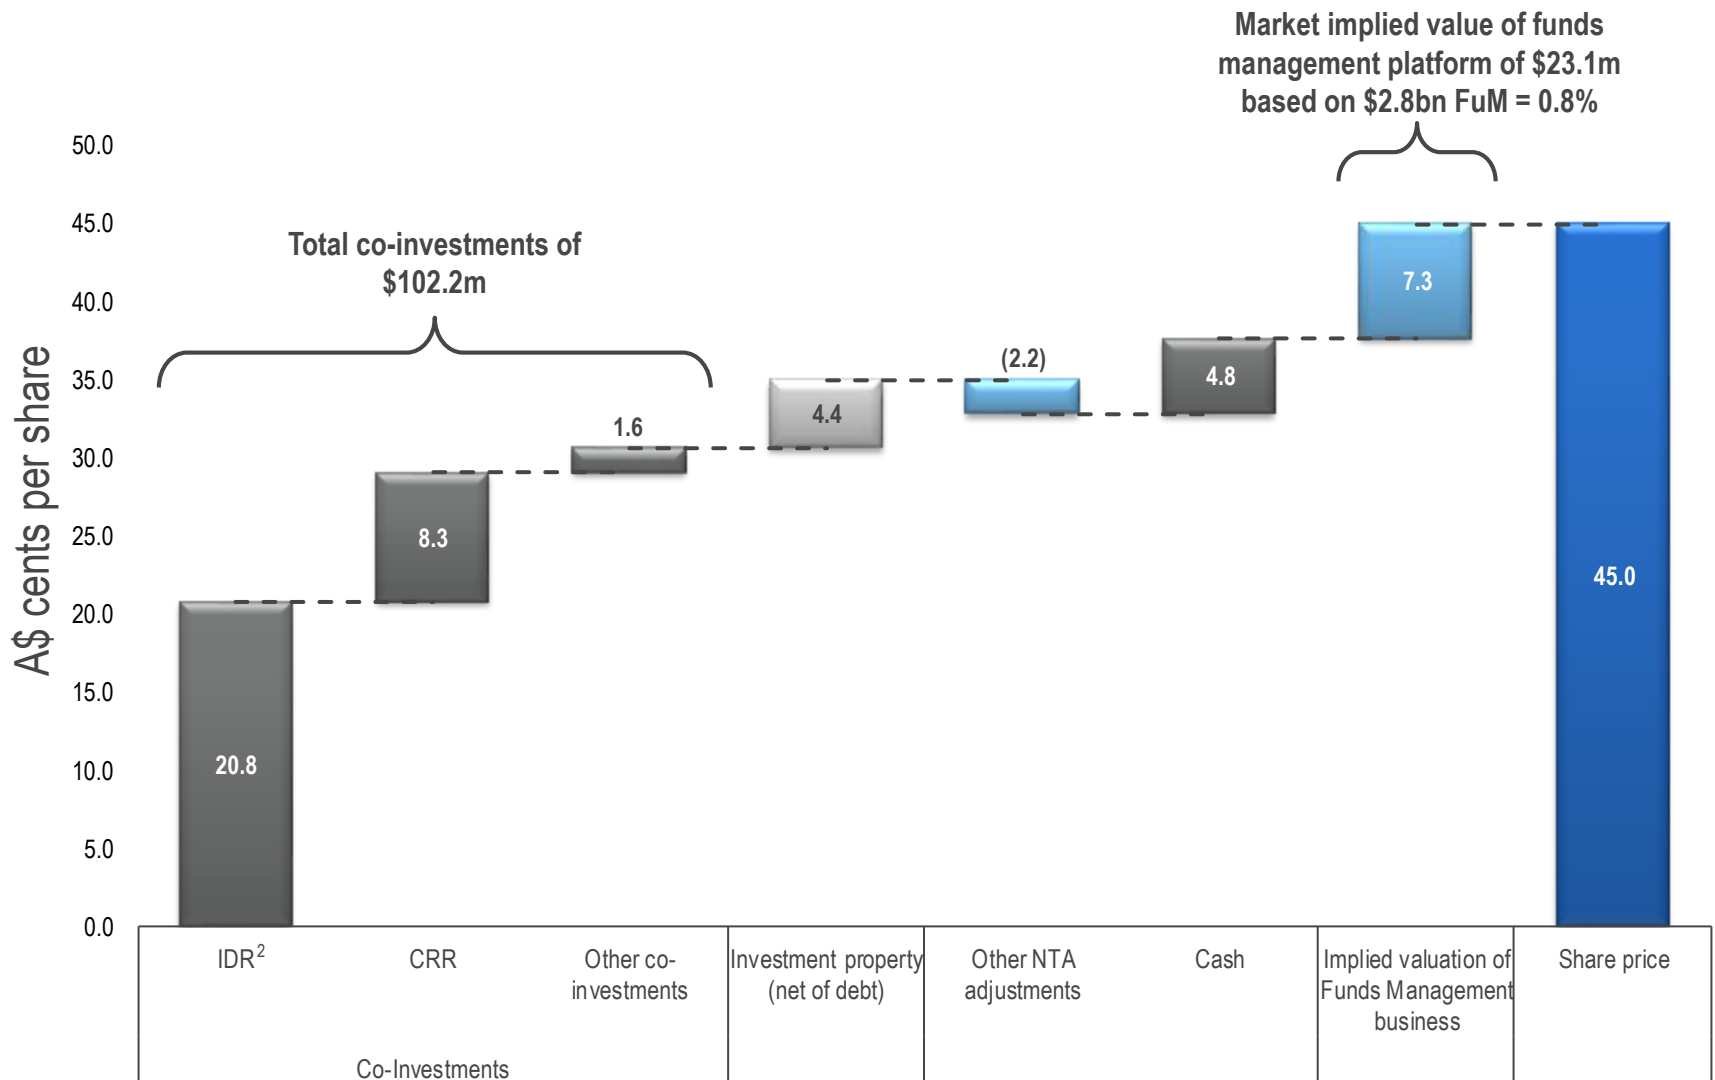 Market implied value of funds
management platform of $23.1m
based on $2.8bn FuM = 0.8%
Total co-investments of
$102.2m
A$ cents per share
50.0
45.0
40.0
35.0
30.0
25.0
20.0
15.0
10.0
5.0
0.0
20.8
8.3
1.6
4.4
(2.2)
4.8
7.3
45.0
IDR²
CRR
Other co-
investments
Investment property
(net of debt)
Other NTA
adjustments
Cash
Implied valuation of
Funds Management
business
Share price
Co-Investments